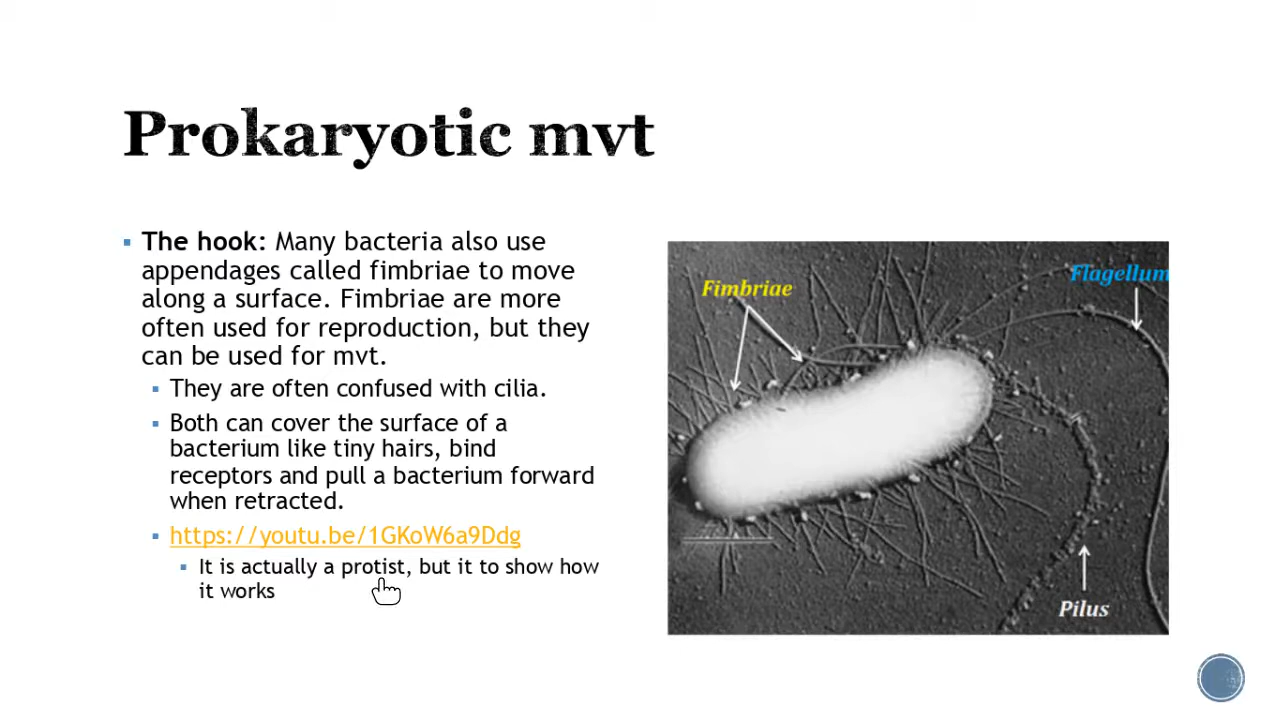 Prokaryotic mvt
▪ The hook: Many bacteria also use
appendages called fimbriae to move
along a surface. Fimbriae are more
often used for reproduction, but they
can be used for mvt.
▪ They are often confused with cilia.
▪ Both can cover the surface of a
bacterium like tiny hairs, bind
receptors and pull a bacterium forward
when retracted.
▪ https://youtu.be/1GKoW6a9Ddg
▪ It is actually a protist, but it to show how
it works
Fimbriae
Flagellum
Pilus